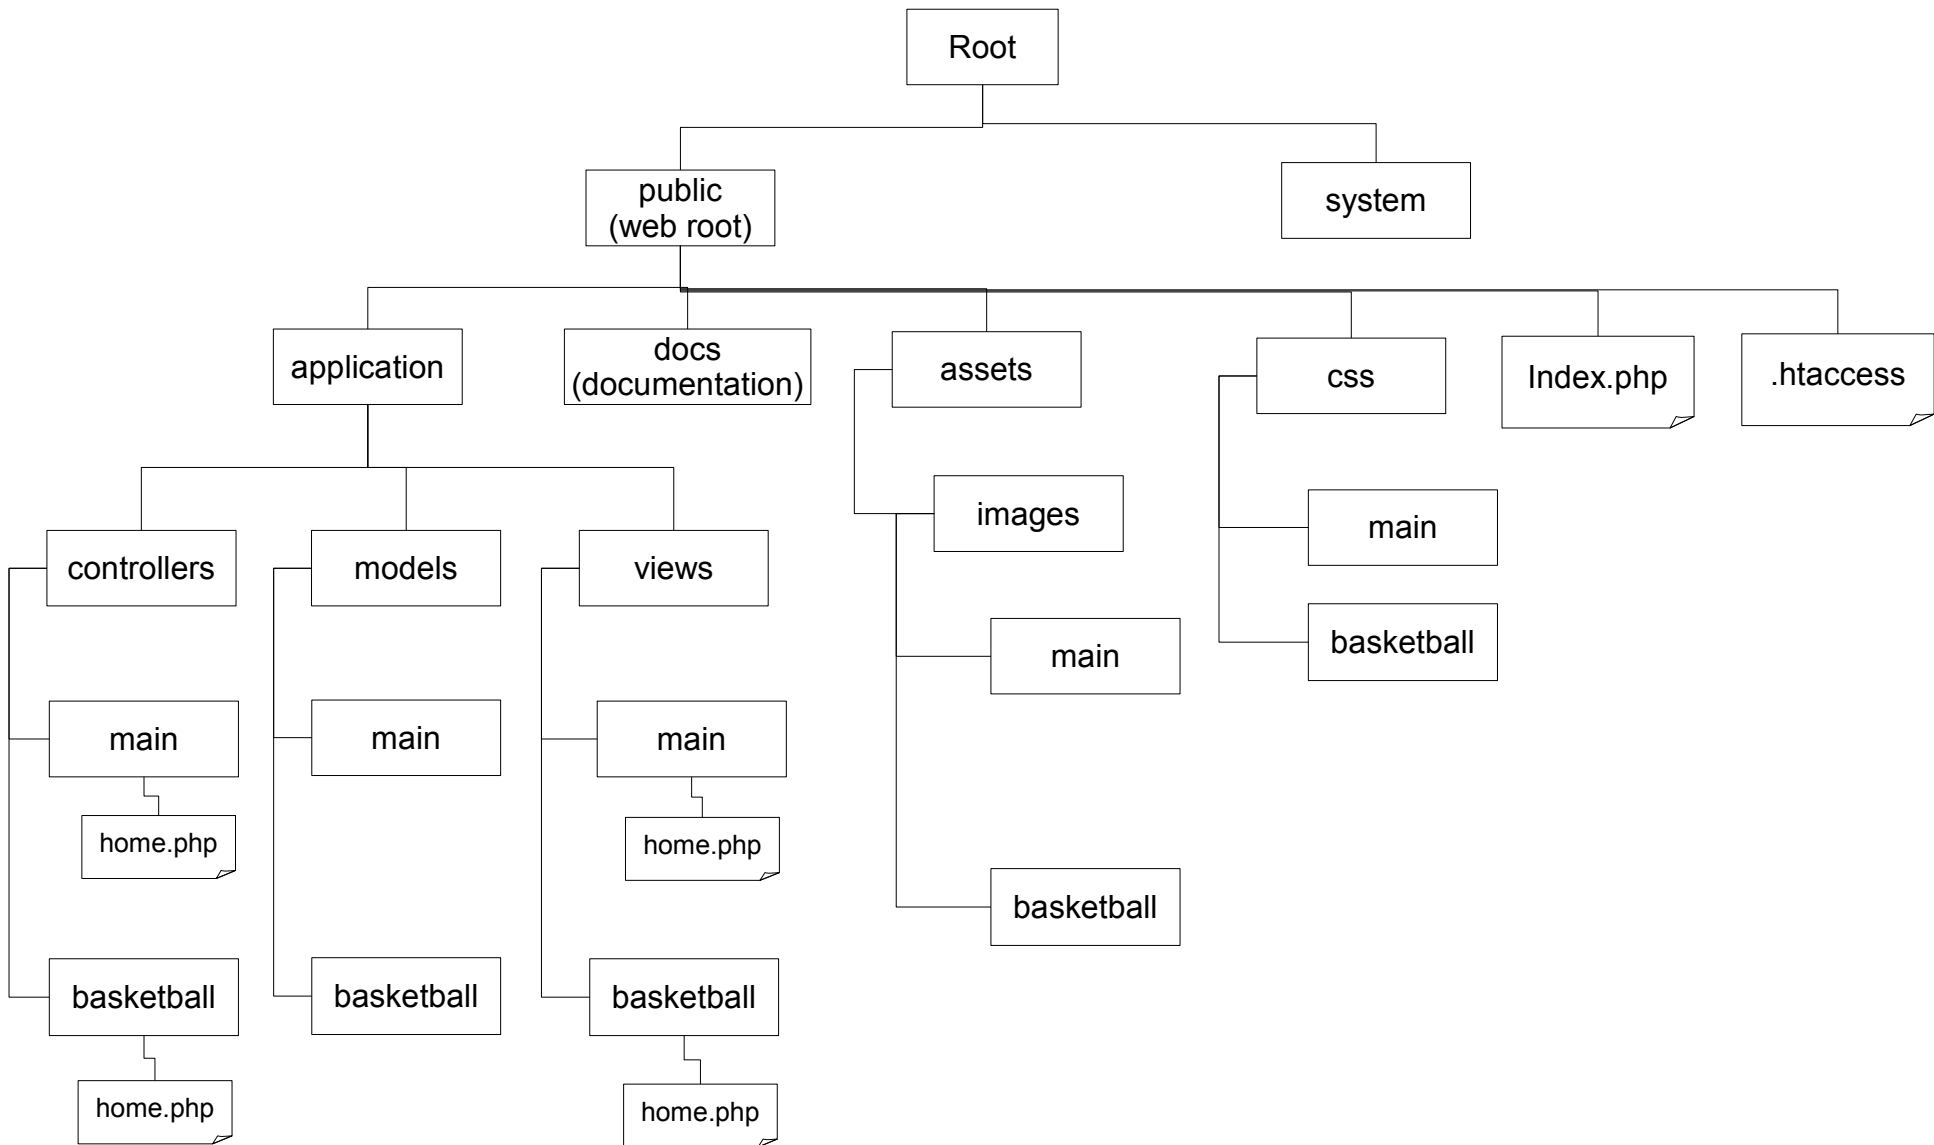 Root
public
(web root)
system
application
docs
(documentation)
assets
css
Index.php
.htaccess
images
main
controllers
models
views
main
basketball
main
main
main
home.php
home.php
basketball
basketball
basketball
basketball
home.php
home.php